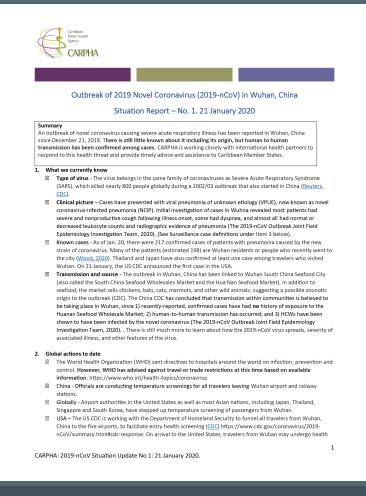 Caribbean
Public Health
Agency
CARPHA
Outbreak of 2019 Novel Coronavirus (2019-nCoV) in Wuhan, China
Situation Report – No. 1. 21 January 2020
Summary
An outbreak of novel coronavirus causing severe acute respiratory illness has been reported in Wuhan, China
since December 21, 2019. There is still little known about it including its origin, but human to human
transmission has been confirmed among cases. CARPHA is working closely with international health partners to
respond to this health threat and provide timely advice and assistance to Caribbean Member States.
1. What we currently know
Type of virus - The virus belongs in the same family of coronaviruses as Severe Acute Respiratory Syndrome
(SARS), which killed nearly 800 people globally during a 2002/03 outbreak that also started in China (Reuters,
CDC).
Clinical picture – Cases have presented with viral pneumonia of unknown etiology (VPUE), now known as novel
coronavirus-infected pneumonia (NCIP). Initial investigation of cases in Wuhna revealed most patients had
severe and nonproductive cough following illness onset, some had dyspnea, and almost all had normal or
decreased leukocyte counts and radiographic evidence of pneumonia (The 2019-nCoV Outbreak Joint Field
Epidemiology Investigation Team, 2020). (See Surveillance case definitions under item 3 below).
Known cases - As of Jan. 20, there were 217 confirmed cases of patients with pneumonia caused by the new
strain of coronavirus. Many of the patients (estimated 198) are Wuhan residents or people who recently went to
the city (Wood, 2020). Thailand and Japan have also confirmed at least one case among travelers who visited
Wuhan. On 21 January, the US CDC announced the first case in the USA.
Transmission and source - The outbreak in Wuhan, China has been linked to Wuhan South China Seafood City
(also called the South China Seafood Wholesale Market and the Hua Nan Seafood Market). In addition to
seafood, the market sells chickens, bats, cats, marmots, and other wild animals; suggesting a possible zoonotic
origin to the outbreak (CDC). The China CDC has concluded that transmission within communities is believed to
be taking place in Wuhan, since 1) recently-reported, confirmed cases have had no history of exposure to the
Huanan Seafood Wholesale Market; 2) human-to-human transmission has occurred; and 3) HCWs have been
shown to have been infected by the novel coronavirus (The 2019-nCoV Outbreak Joint Field Epidemiology
Investigation Team, 2020). . There is still much more to learn about how the 2019-nCoV virus spreads, severity of
associated illness, and other features of the virus.
2. Global actions to date
The World Health Organization (WHO) sent directives to hospitals around the world on infection, prevention and
control. However, WHO has advised against travel or trade restrictions at this time based on available
information. https://www.who.int/health-topics/coronavirus
China - Officials are conducting temperature screenings for all travelers leaving Wuhan airport and railway
stations.
Globally - Airport authorities in the United States as well as most Asian nations, including Japan, Thailand,
Singapore and South Korea, have stepped up temperature screening of passengers from Wuhan.
USA – The US CDC is working with the Department of Homeland Security to funnel all travelers from Wuhan,
China to the five airports, to facilitate entry health screening (CDC) https://www.cdc.gov/coronavirus/2019-
nCoV/summary.html#cdc-response. On arrival to the United States, travelers from Wuhan may undergo health
1
CARPHA: 2019-nCoV Situation Update No 1: 21 January 2020.